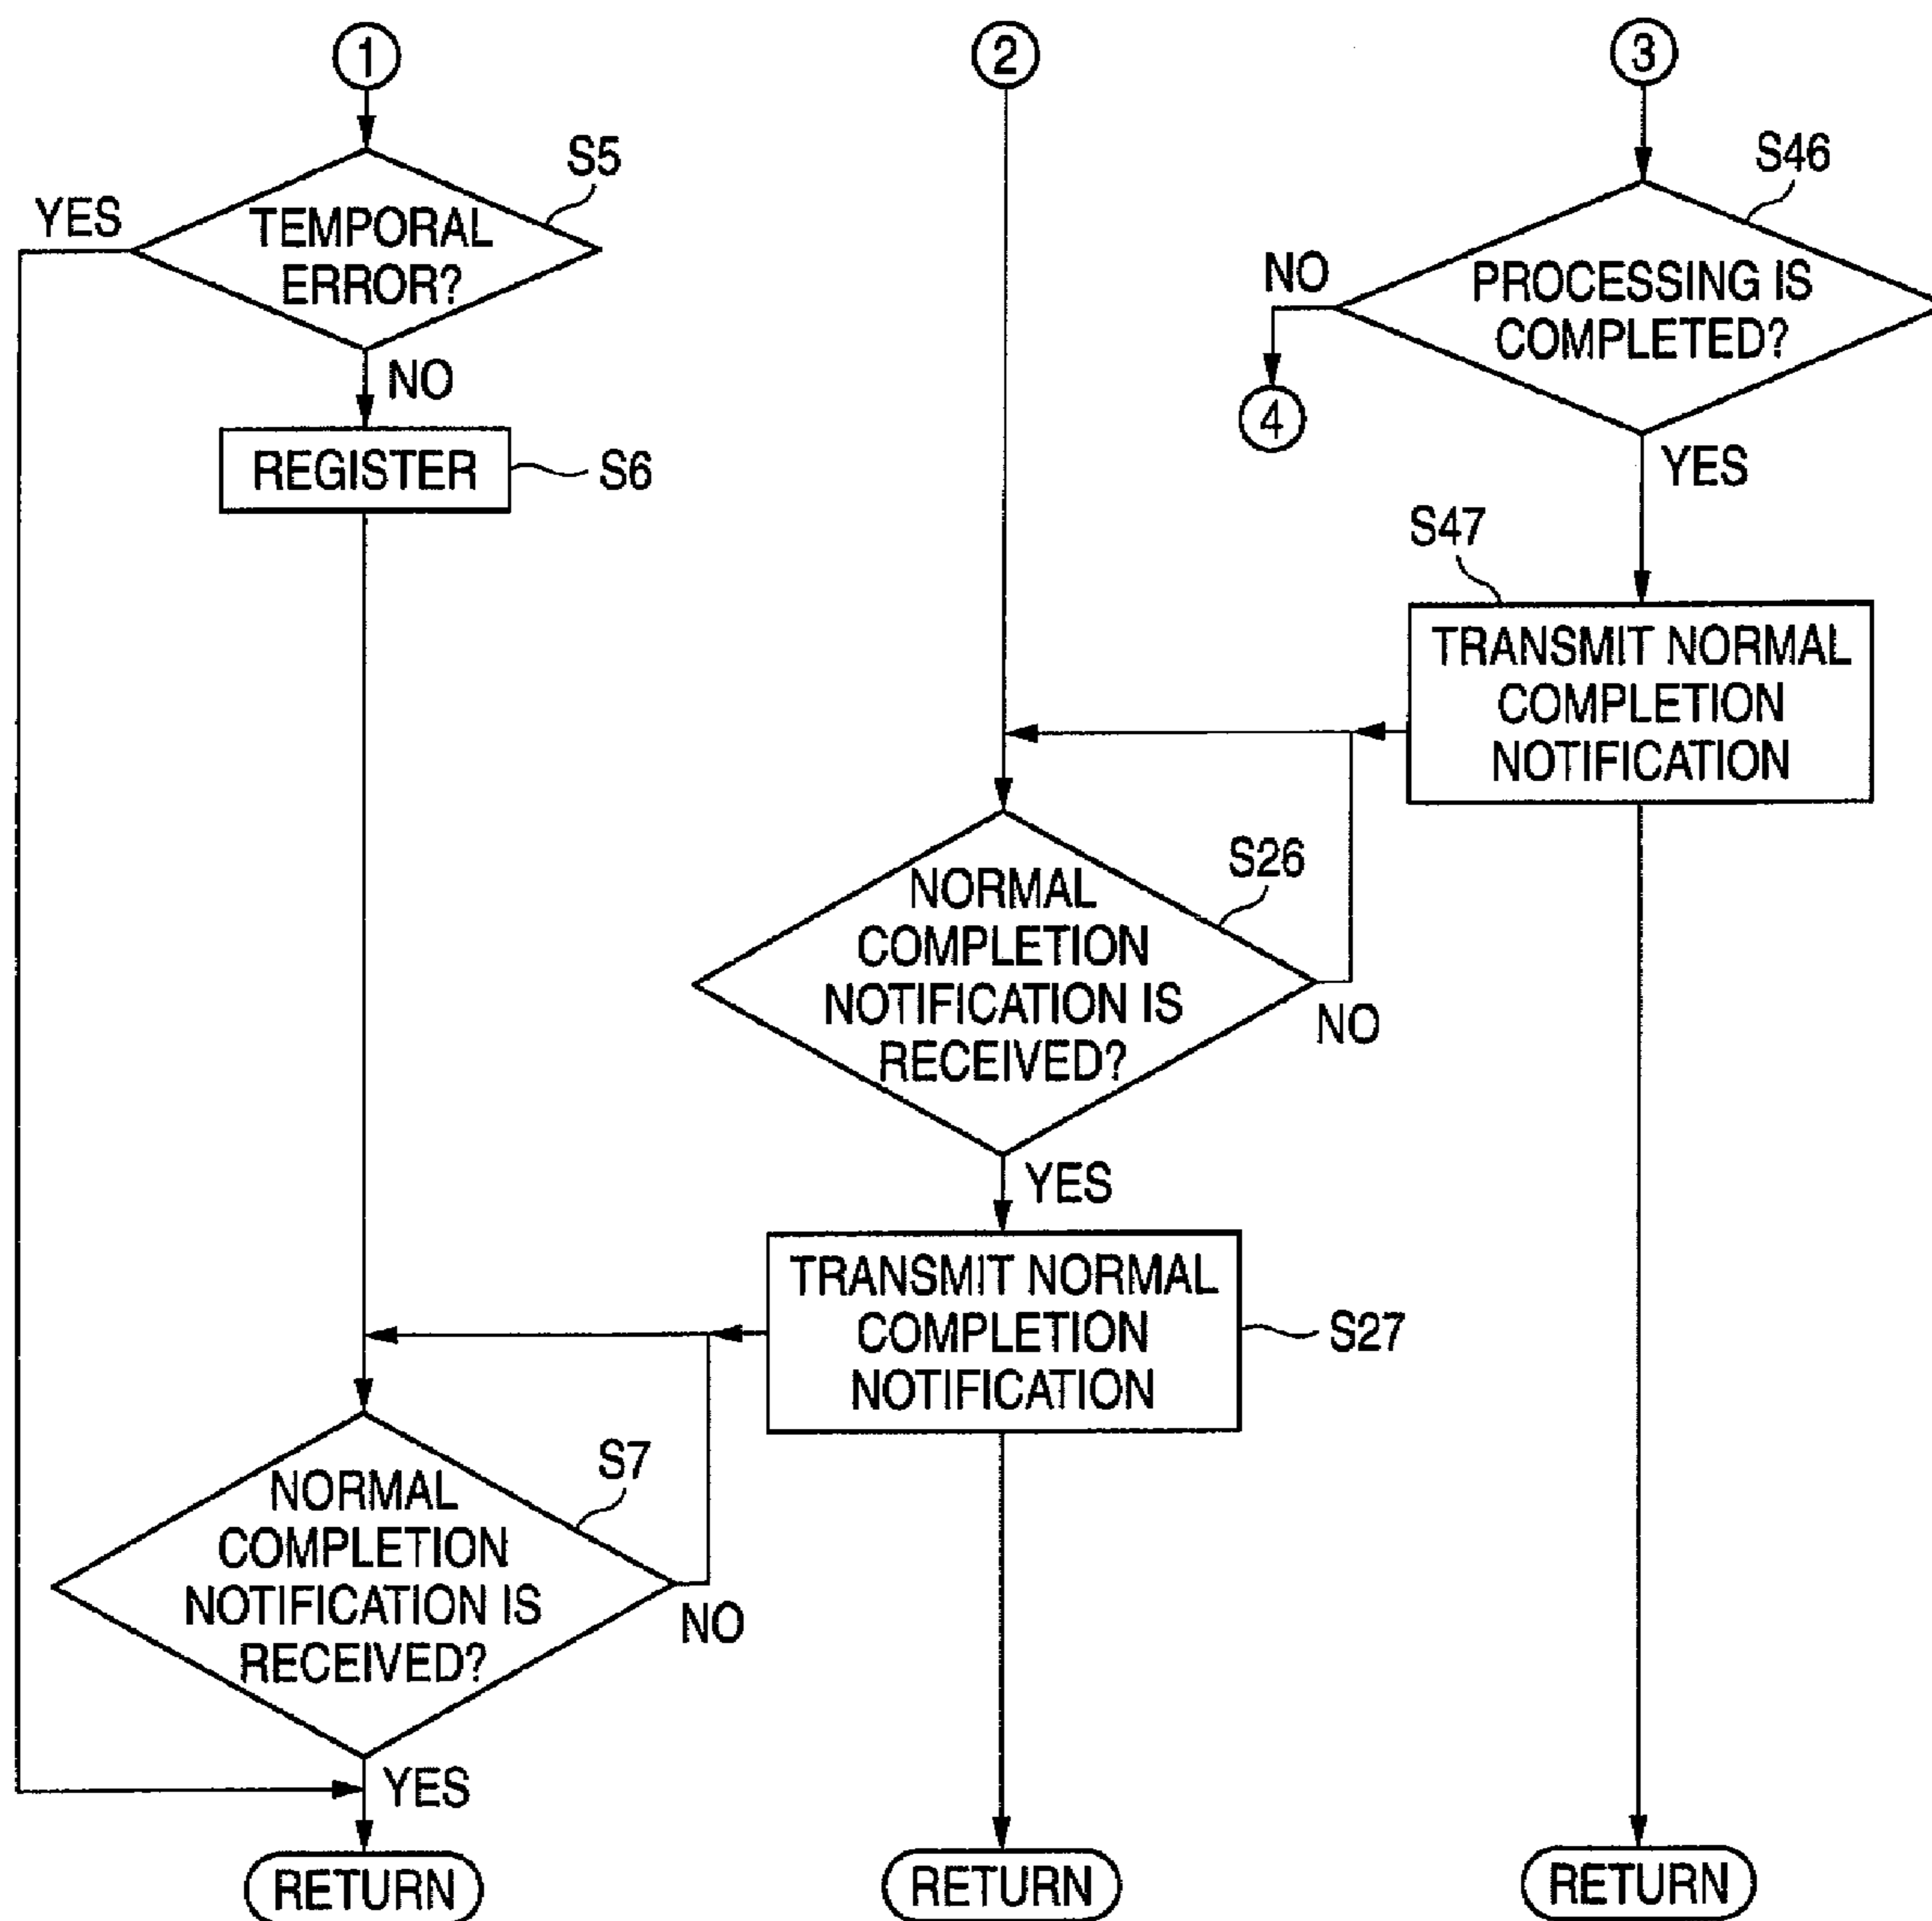 1
2
3
S5
S46
YES
TEMPORAL
ERROR?
NO
PROCESSING IS
COMPLETED?
NO
4
REGISTER
S6
YES
S47
TRANSMIT NORMAL
COMPLETION
NOTIFICATION
S26
NORMAL
COMPLETION
NOTIFICATION IS
RECEIVED?
NO
YES
TRANSMIT NORMAL
COMPLETION
NOTIFICATION
S27
S7
NORMAL
COMPLETION
NOTIFICATION IS
RECEIVED?
NO
YES
RETURN
RETURN
RETURN